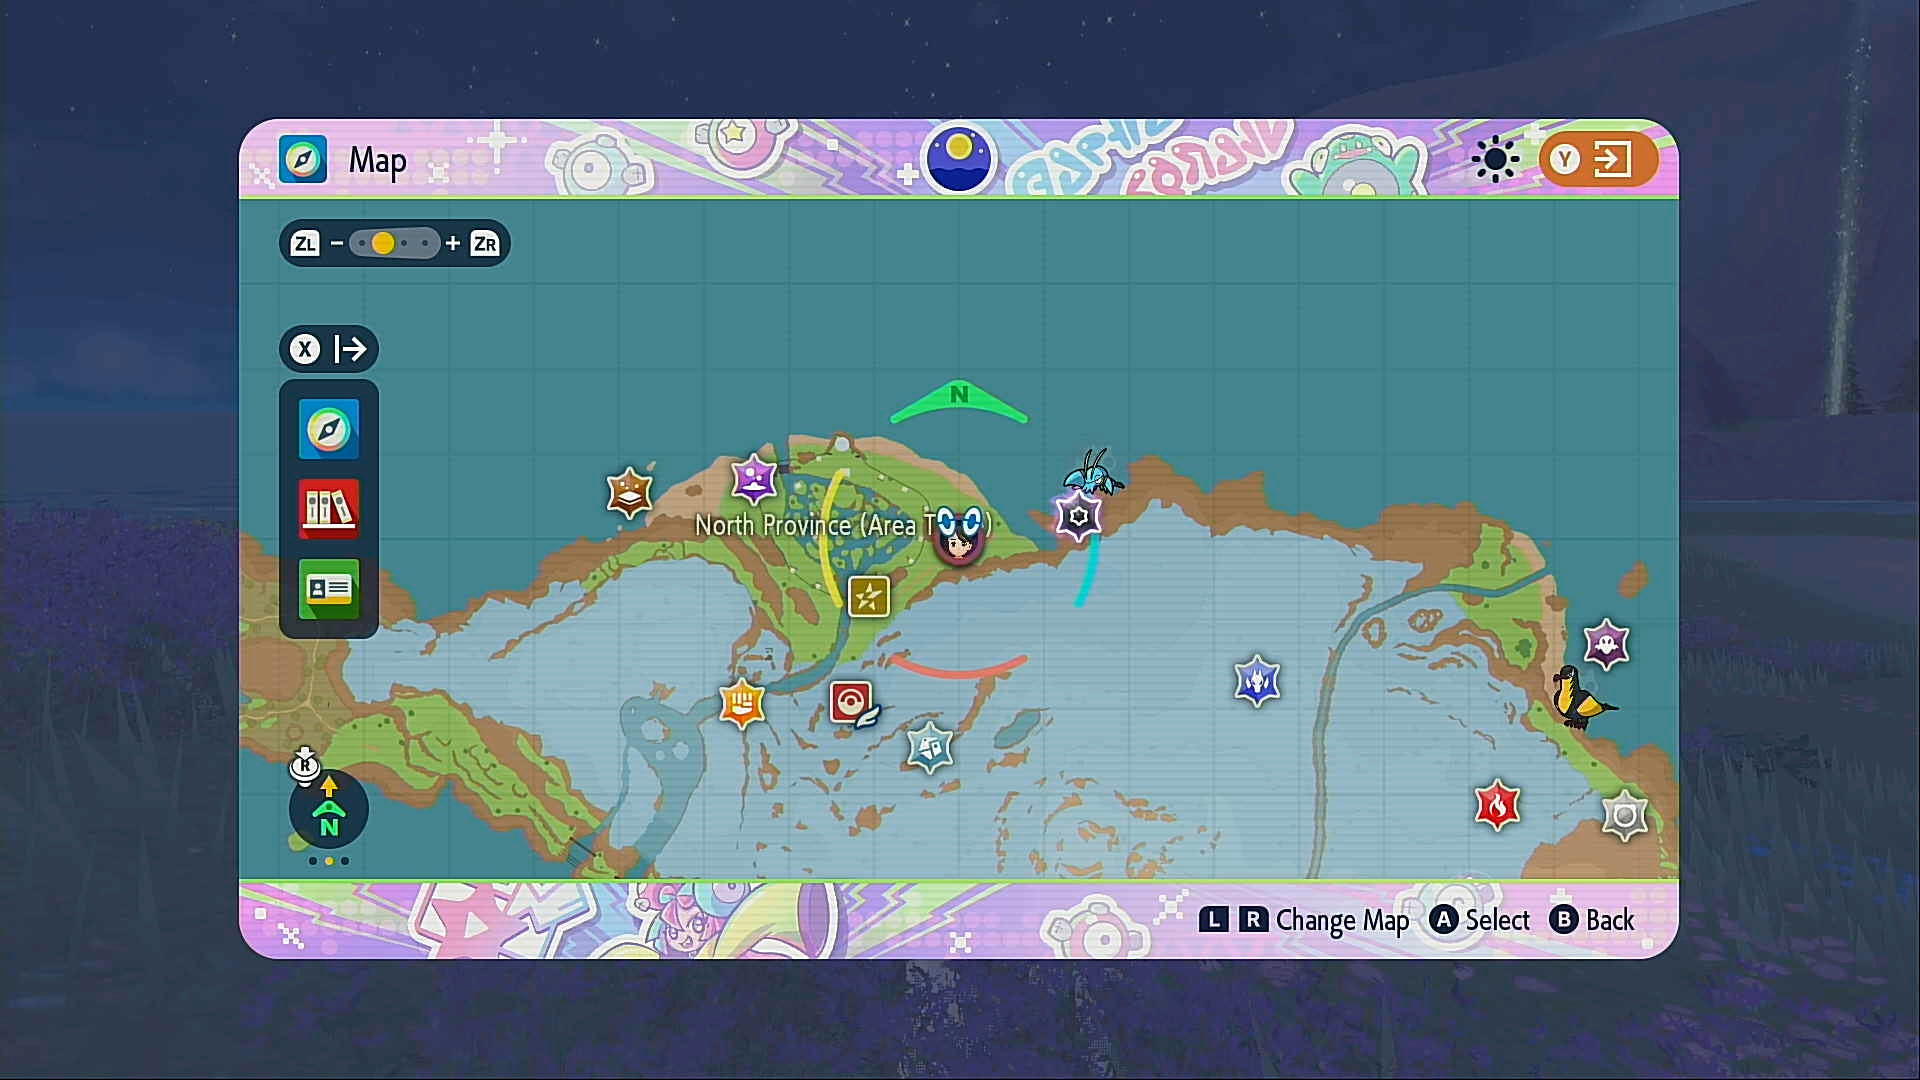 Map
Y
ZL - + ZR
X
N
North Province (Area T )
R
N
L R Change Map A Select B Back